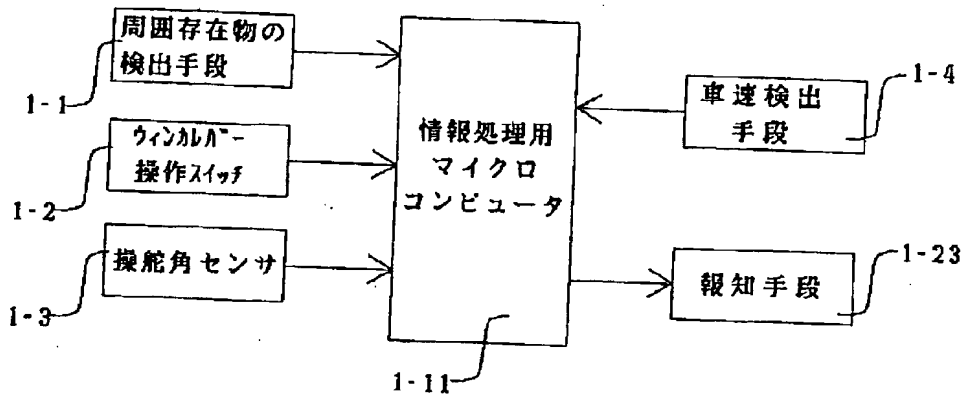 周囲存在物の
検出手段
1-1
ウィンカレバー
操作スイッチ
1-2
操舵角センサ
1-3
情報処理用
マイクロ
コンピュータ
1-11
車速検出
手段
1-4
報知手段
1-23